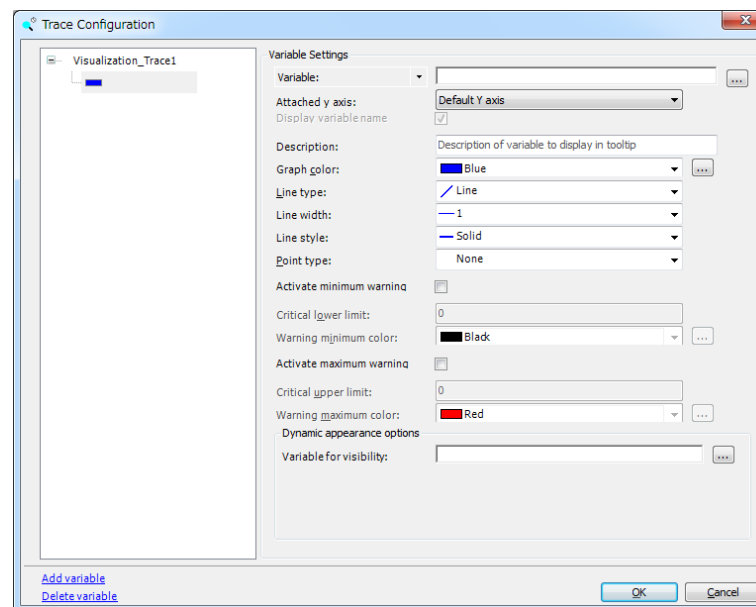 Trace Configuration
Visualization_Trace1
Variable Settings
Variable:
...
Attached y axis:
Default Y axis
Display variable name
Description:
Description of variable to display in tooltip
Graph color:
Blue
...
Line type:
Line
Line width:
1
Line style:
Solid
Point type:
None
Activate minimum warning
Critical lower limit:
0
Warning minimum color:
Black
...
Activate maximum warning
Critical upper limit:
0
Warning maximum color:
Red
...
Dynamic appearance options
Variable for visibility:
...
Add variable
Delete variable
OK
Cancel